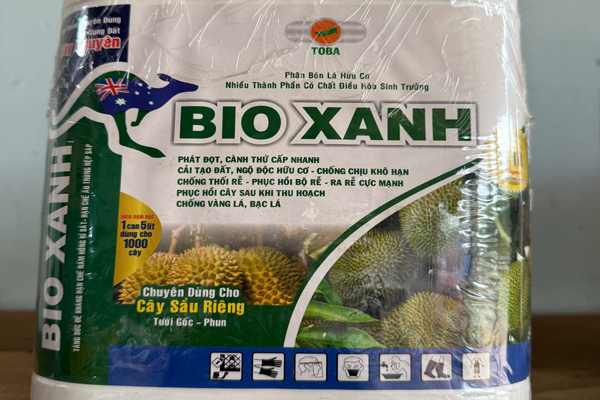 TOBA
Phân Bón Lá Hữu Cơ
Nhiều Thành Phần Có Chất Điều Hòa Sinh Trưởng
BIO XANH
PHÁT ĐỌT, CÀNH THỨ CẤP NHANH
CẢI TẠO ĐẤT, NGỘ ĐỘC HỮU CƠ - CHỐNG CHỊU KHÔ HẠN
CHỐNG THỐI RỄ - PHỤC HỒI BỘ RỄ - RA RỄ CỰC MẠNH
PHỤC HỒI CÂY SAU KHI THU HOẠCH
CHỐNG VÀNG LÁ, BẠC LÁ
SIÊU ĐẬM ĐẶC
1 can 5 lít
dùng cho
1000
cây
Chuyên Dùng Cho
Cây Sầu Riêng
Tưới Gốc - Phun
BIO XANH